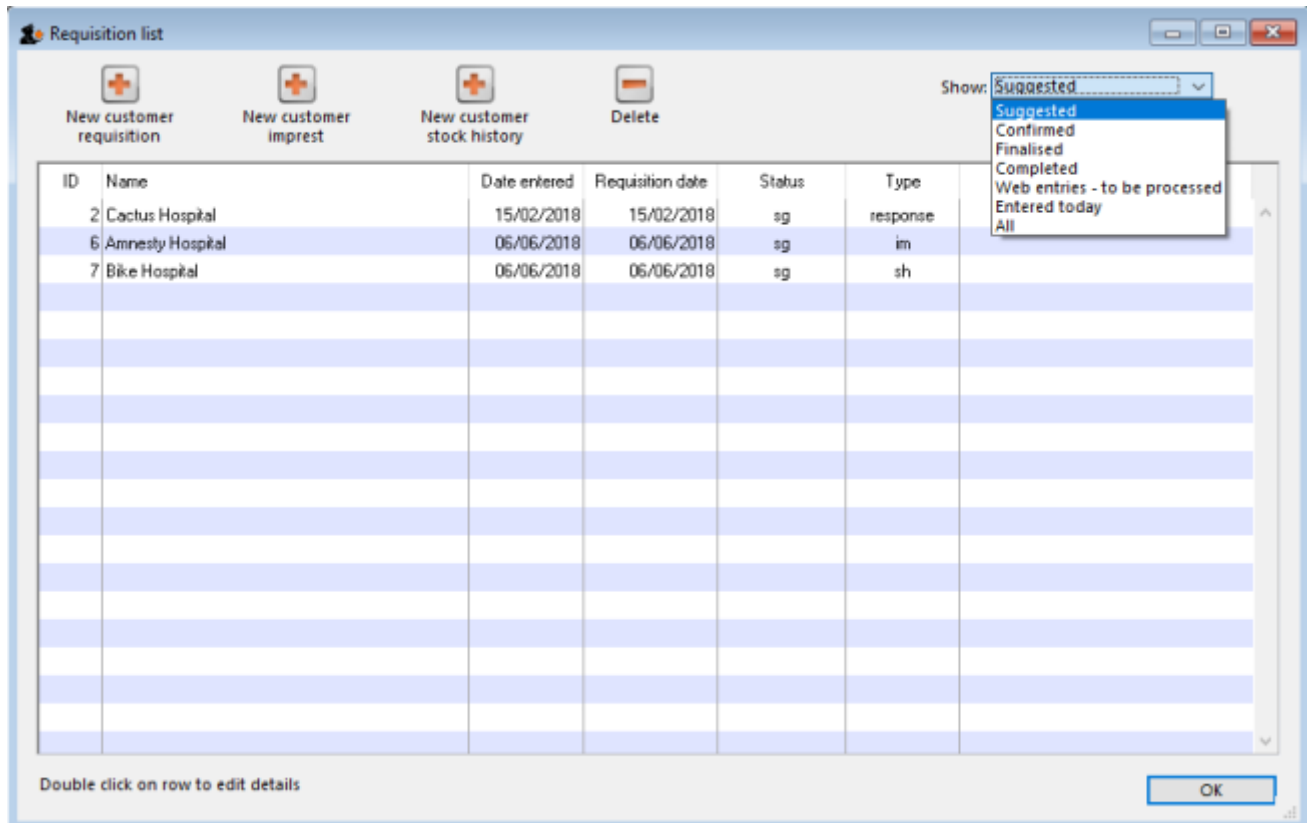 Requisition list
New customer requisition
New customer imprest
New customer stock history
Delete
Show: Suggested
Suggested
Confirmed
Finalised
Completed
Web entries - to be processed
Entered today
All
ID Name Date entered Requisition date Status Type
2 Cactus Hospital 15/02/2018 15/02/2018 sg response
6 Amnesty Hospital 06/06/2018 06/06/2018 sg im
7 Bike Hospital 06/06/2018 06/06/2018 sg sh
Double click on row to edit details
OK